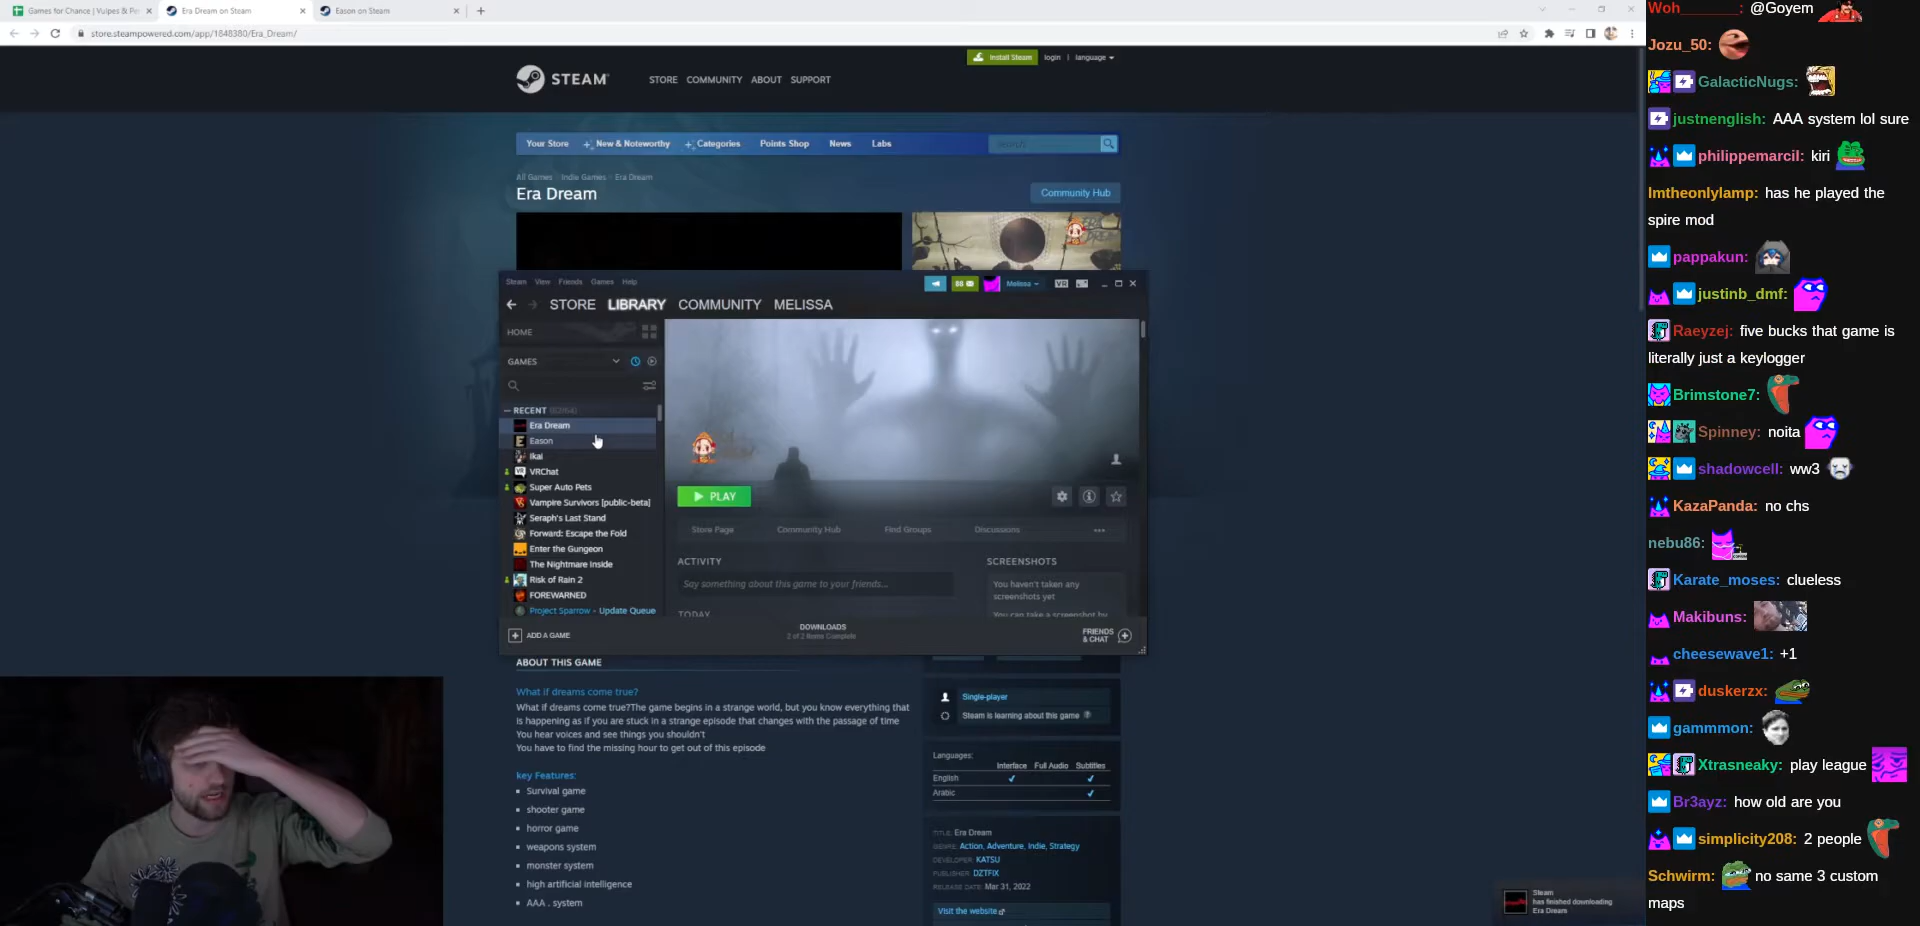 Games for Chance | Vulpes & Pe
Era Dream on Steam
Eason on Steam
store.steampowered.com/app/1848380/Era_Dream/
Install Steam
login | language
STEAM
STORE COMMUNITY ABOUT SUPPORT
Your Store New & Noteworthy Categories Points Shop News Labs
search
All Games > Indie Games > Era Dream
Era Dream
Community Hub
Steam View Friends Games Help
88
Melissa
VR
STORE LIBRARY COMMUNITY MELISSA
HOME
GAMES
RECENT
Era Dream
Eason
Ikai
VRChat
Super Auto Pets
Vampire Survivors [public-beta]
Seraph's Last Stand
Forward: Escape the Fold
Enter the Gungeon
The Nightmare Inside
Risk of Rain 2
FOREWARNED
Project Sparrow - Update Queue
PLAY
Store Page Community Hub Find Groups Discussions
ACTIVITY
Say something about this game to your friends...
TODAY
SCREENSHOTS
You haven't taken any
screenshots yet
You can take a screenshot by
ADD A GAME
DOWNLOADS
2 of 2 Items Complete
FRIENDS
& CHAT
ABOUT THIS GAME
What if dreams come true?
What if dreams come true?The game begins in a strange world, but you know everything that
is happening as if you are stuck in a strange episode that changes with the passage of time
You hear voices and see things you shouldn't
You have to find the missing hour to get out of this episode
key Features:
Survival game
shooter game
horror game
weapons system
monster system
high artificial intelligence
AAA . system
Single-player
Steam is learning about this game
Languages:
Interface Full Audio Subtitles
English ✔ ✔
Arabic ✔
TITLE: Era Dream
GENRE: Action, Adventure, Indie, Strategy
DEVELOPER: KATSU
PUBLISHER: DZTFIX
RELEASE DATE: Mar 31, 2022
Visit the website
Steam
has finished downloading
Era Dream
Woh_______: @Goyem
Jozu_50:
GalacticNugs:
justnenglish: AAA system lol sure
philippemarcil: kiri
Imtheonlylamp: has he played the
spire mod
pappakun:
justinb_dmf:
Raeyzej: five bucks that game is
literally just a keylogger
Brimstone7:
Spinney: noita
shadowcell: ww3
KazaPanda: no chs
nebu86:
Karate_moses: clueless
Makibuns:
cheesewave1: +1
duskerzx:
gammmon:
Xtrasneaky: play league
Br3ayz: how old are you
simplicity208: 2 people
Schwirm: no same 3 custom
maps